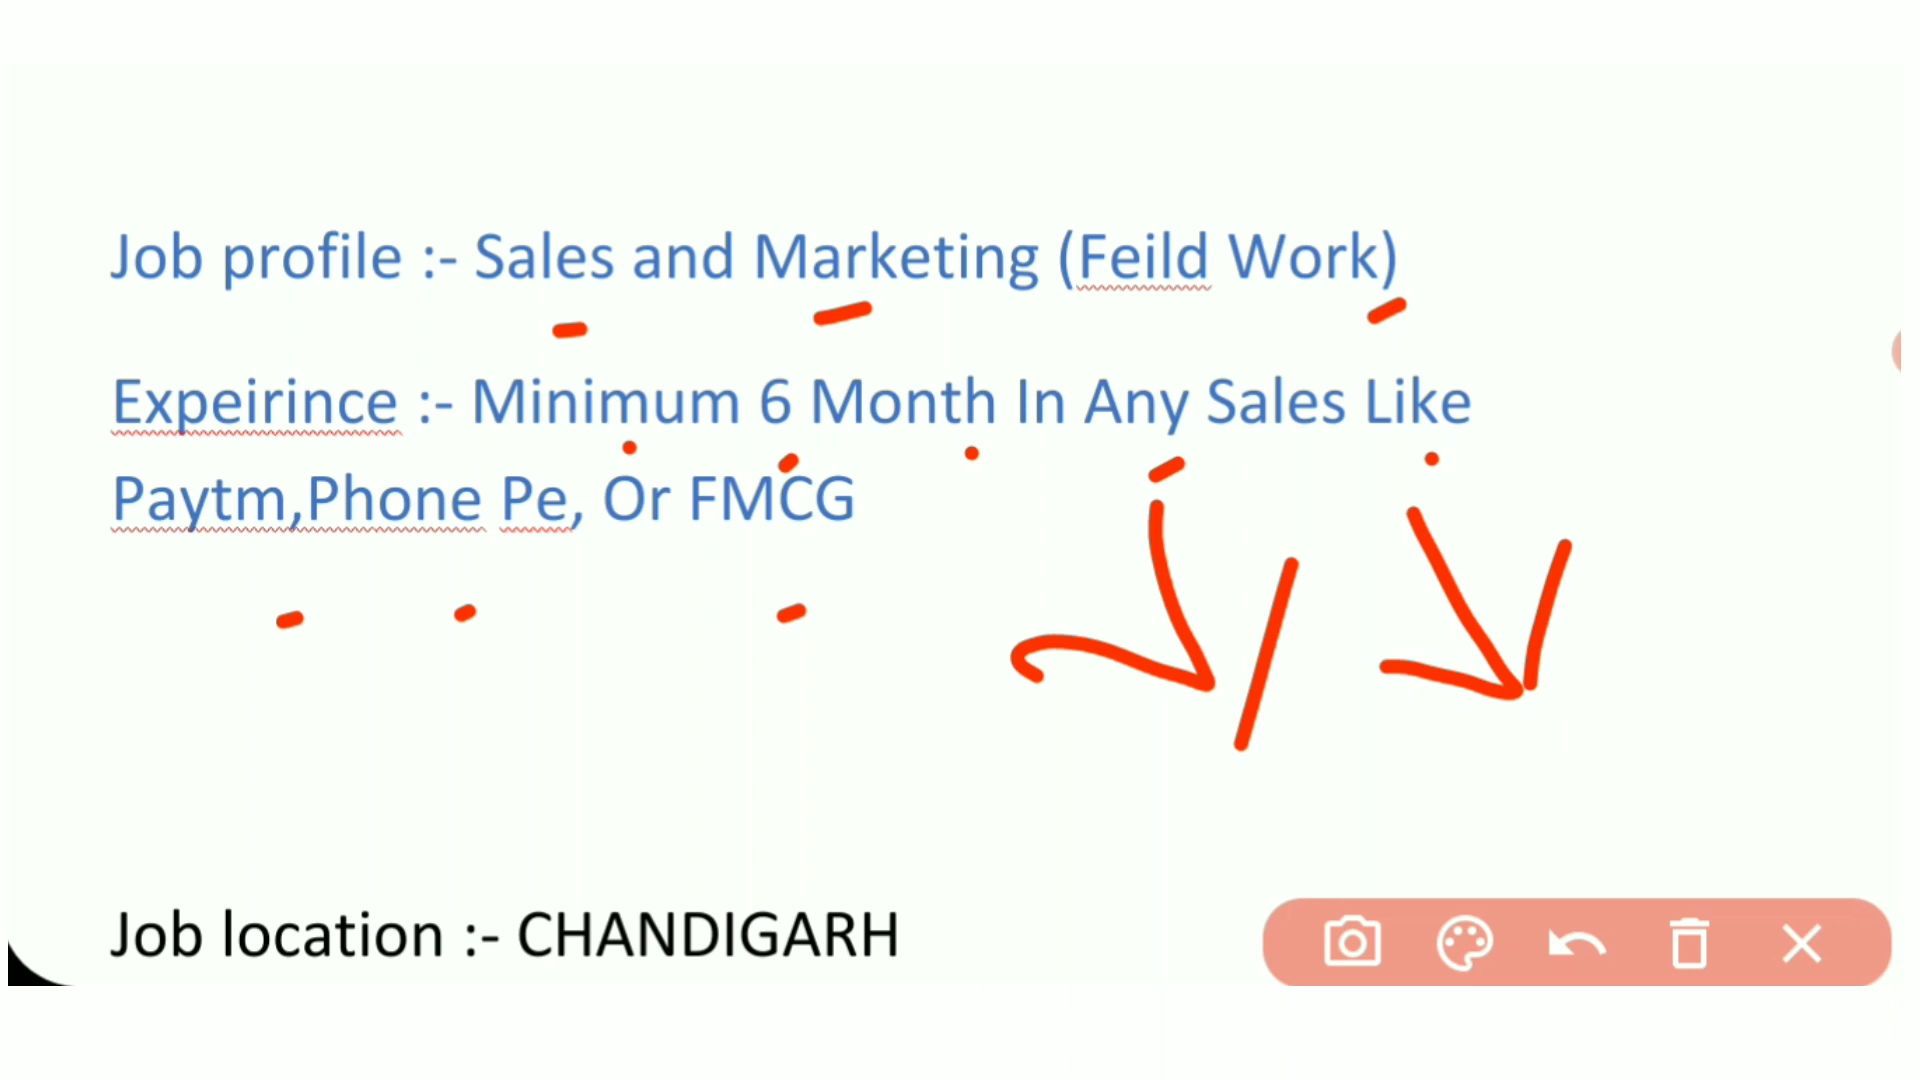 Job profile :- Sales and Marketing (Feild Work)
Expeirince :- Minimum 6 Month In Any Sales Like
Paytm,Phone Pe, Or FMCG
Job location :- CHANDIGARH